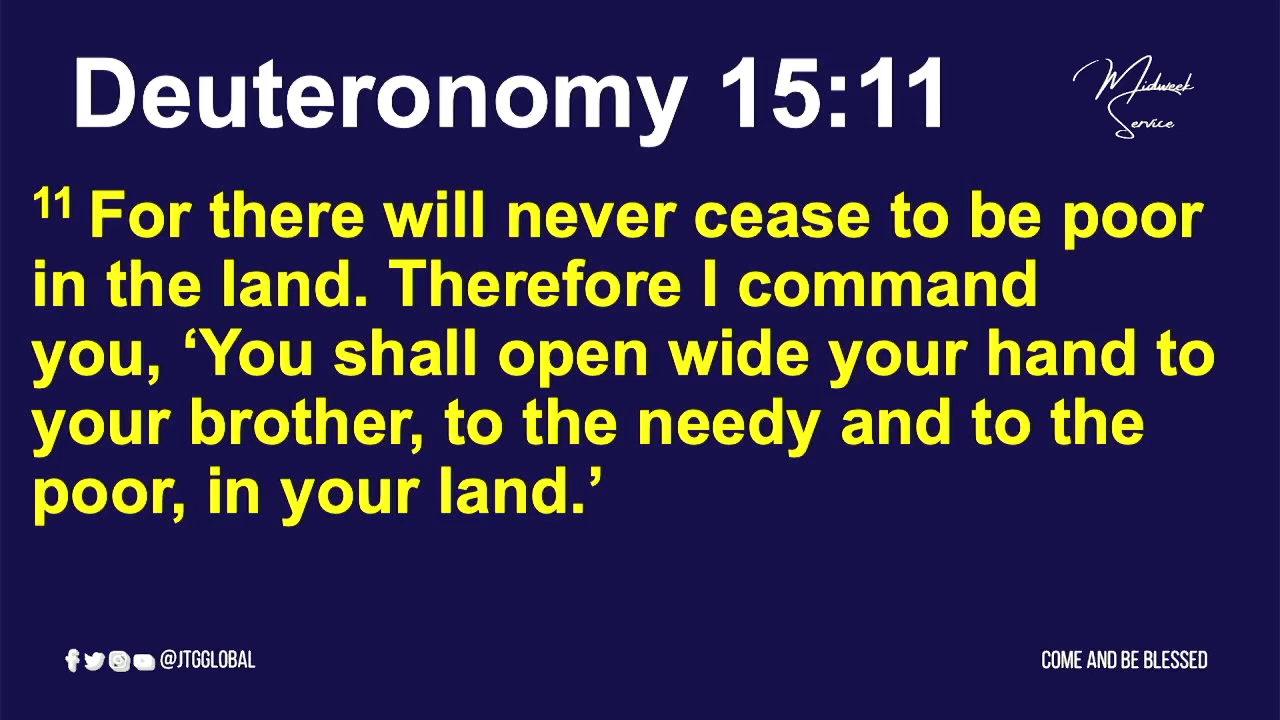 Deuteronomy 15:11
Midweek
Service
11 For there will never cease to be poor
in the land. Therefore I command
you, ‘You shall open wide your hand to
your brother, to the needy and to the
poor, in your land.’
@JTGGLOBAL
COME AND BE BLESSED